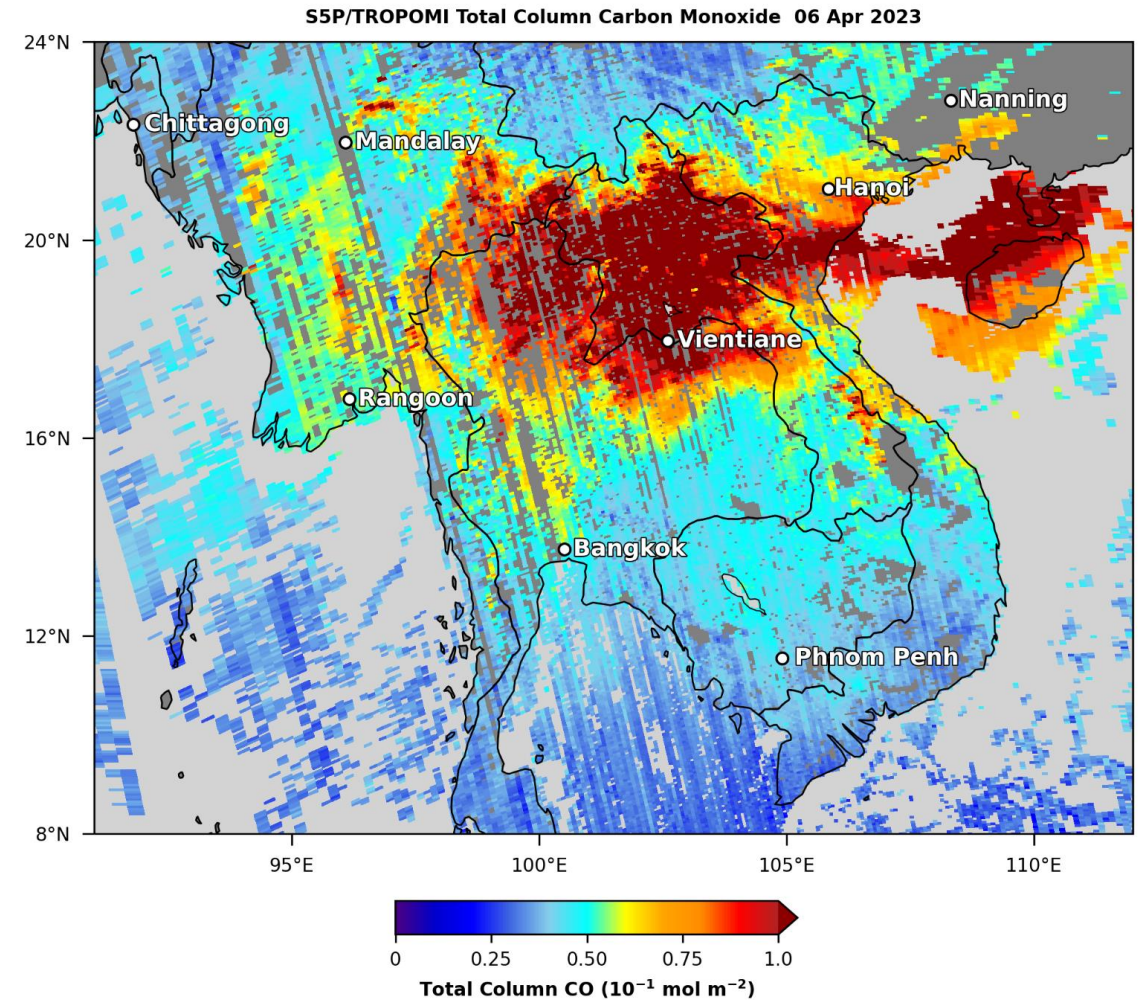 S5P/TROPOMI Total Column Carbon Monoxide  06 Apr 2023
24°N
20°N
16°N
12°N
8°N
Nanning
Chittagong
Mandalay
Hanoi
Vientiane
Rangoon
Bangkok
Phnom Penh
95°E 100°E 105°E 110°E
0 0.25 0.50 0.75 1.0
Total Column CO (10⁻¹ mol m⁻²)